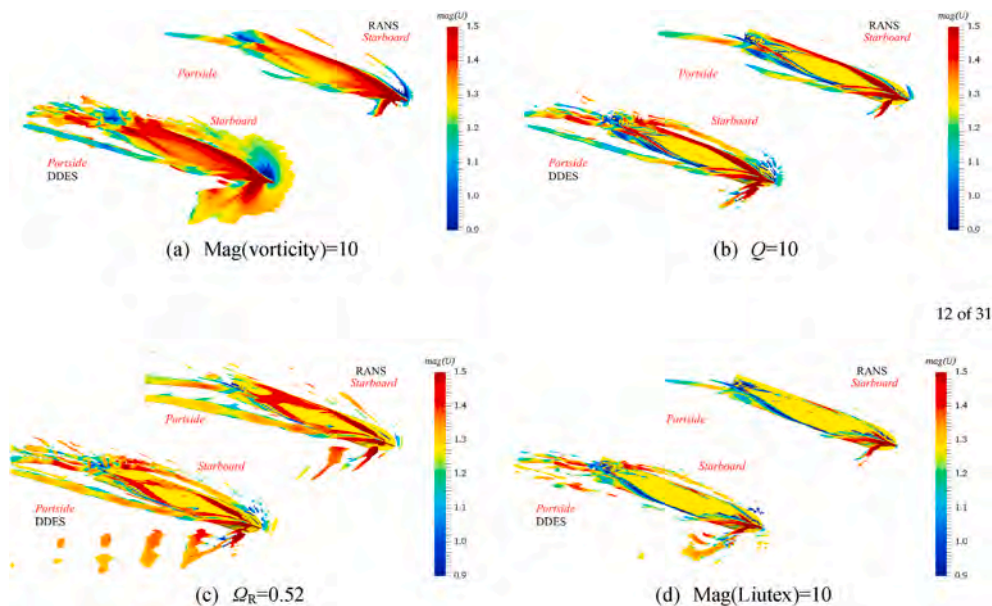 mag(U)
RANS
Starboard
1.5
1.4
1.3
1.2
1.1
1.0
0.9
Portside
Starboard
Portside
DDES
(a) Mag(vorticity)=10
mag(U)
RANS
Starboard
1.5
1.4
1.3
1.2
1.1
1.0
0.9
Portside
Starboard
Portside
DDES
(b) Q=10
12 of 31
mag(U)
RANS
Starboard
1.5
1.4
1.3
1.2
1.1
1.0
0.9
Portside
Starboard
Portside
DDES
(c) Ω_R=0.52
mag(U)
RANS
Starboard
1.5
1.4
1.3
1.2
1.1
1.0
0.9
Portside
Starboard
Portside
DDES
(d) Mag(Liutex)=10